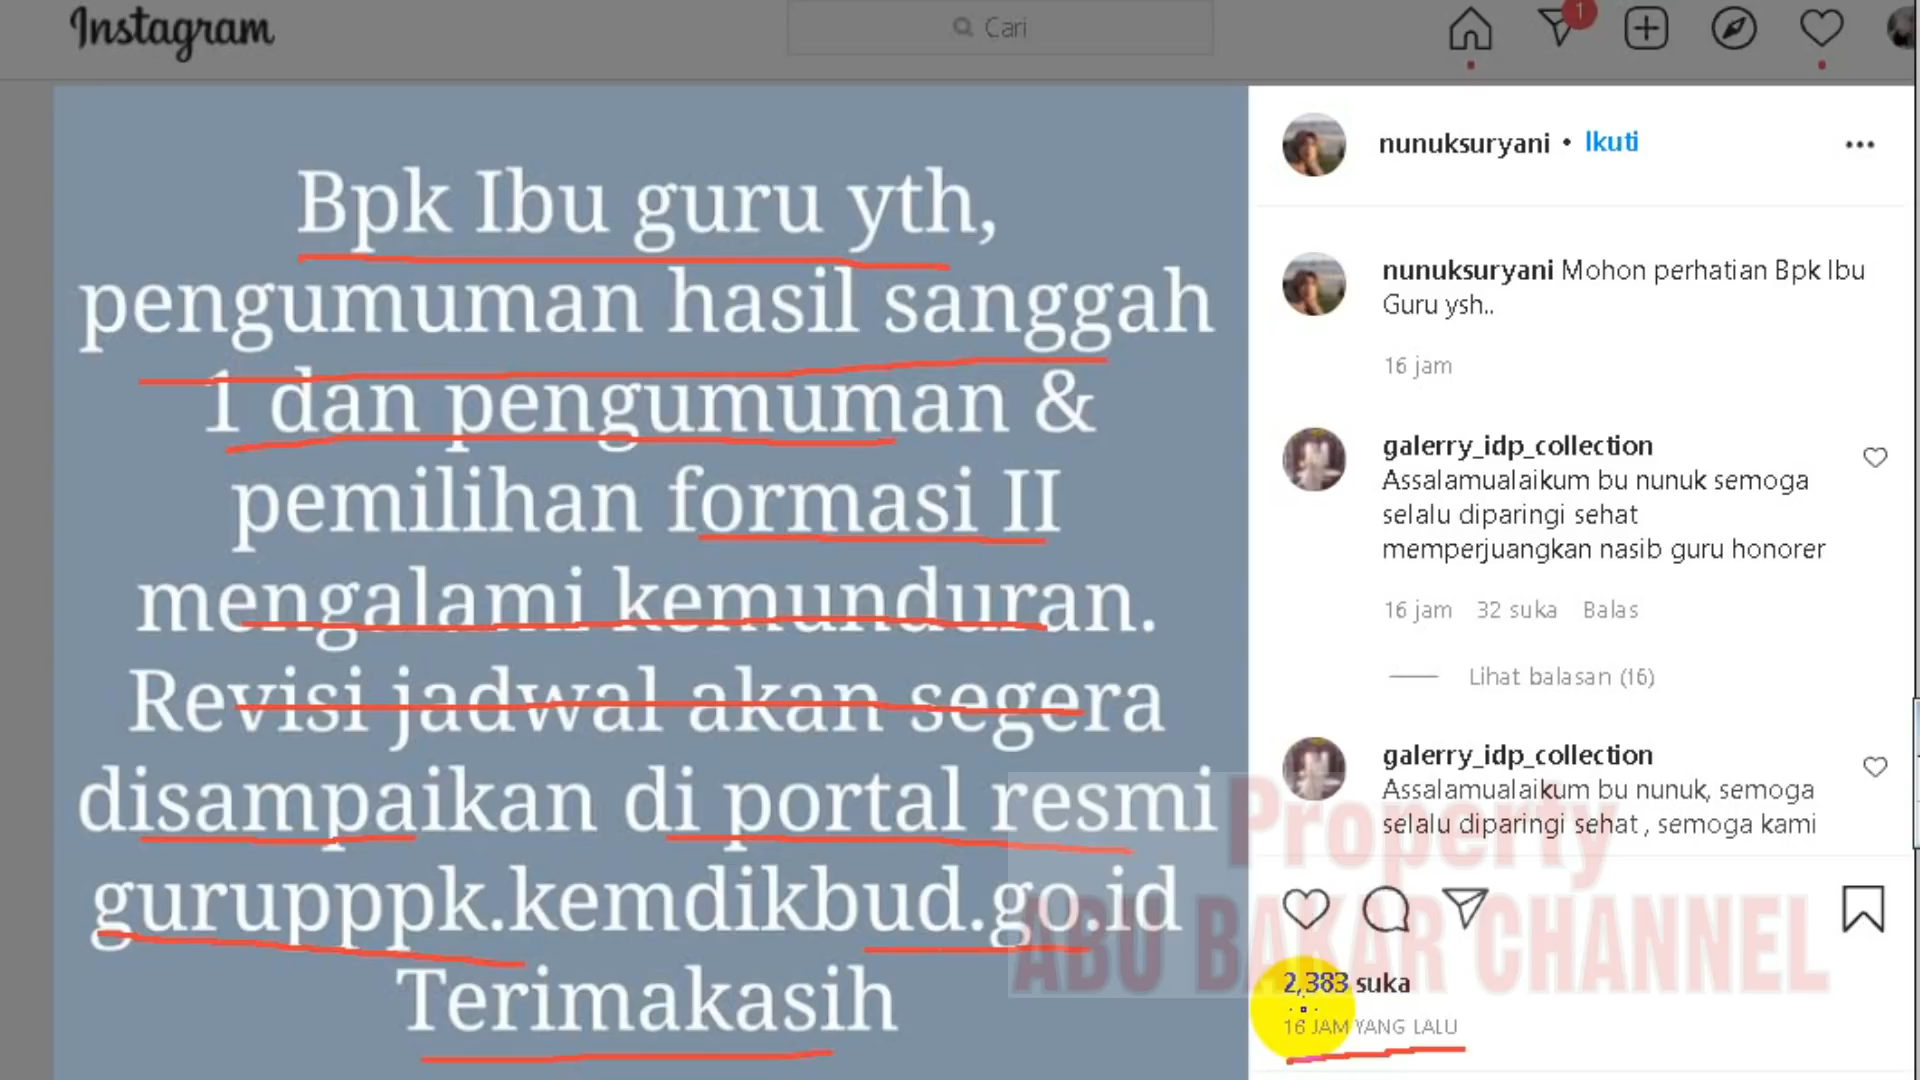 Instagram
Cari
1
Bpk Ibu guru yth,
pengumuman hasil sanggah
1 dan pengumuman &
pemilihan formasi II
mengalami kemunduran.
Revisi jadwal akan segera
disampaikan di portal resmi
gurupppk.kemdikbud.go.id
Terimakasih
nunuksuryani • Ikuti
nunuksuryani Mohon perhatian Bpk Ibu
Guru ysh..
16 jam
galerry_idp_collection
Assalamualaikum bu nunuk semoga
selalu diparingi sehat
memperjuangkan nasib guru honorer
16 jam 32 suka Balas
Lihat balasan (16)
galerry_idp_collection
Assalamualaikum bu nunuk, semoga
selalu diparingi sehat , semoga kami
Property
ABU BAKAR CHANNEL
2,383 suka
16 JAM YANG LALU